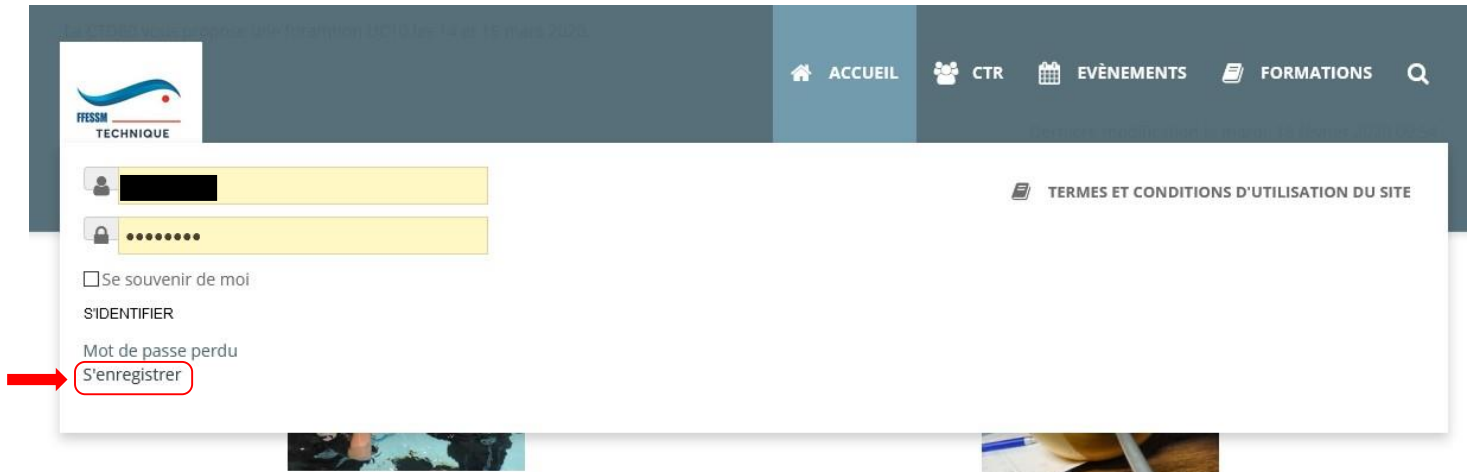 ACCUEIL
CTR
EVÈNEMENTS
FORMATIONS
FFESSM
TECHNIQUE
TERMES ET CONDITIONS D'UTILISATION DU SITE
Se souvenir de moi
S'IDENTIFIER
Mot de passe perdu
S'enregistrer